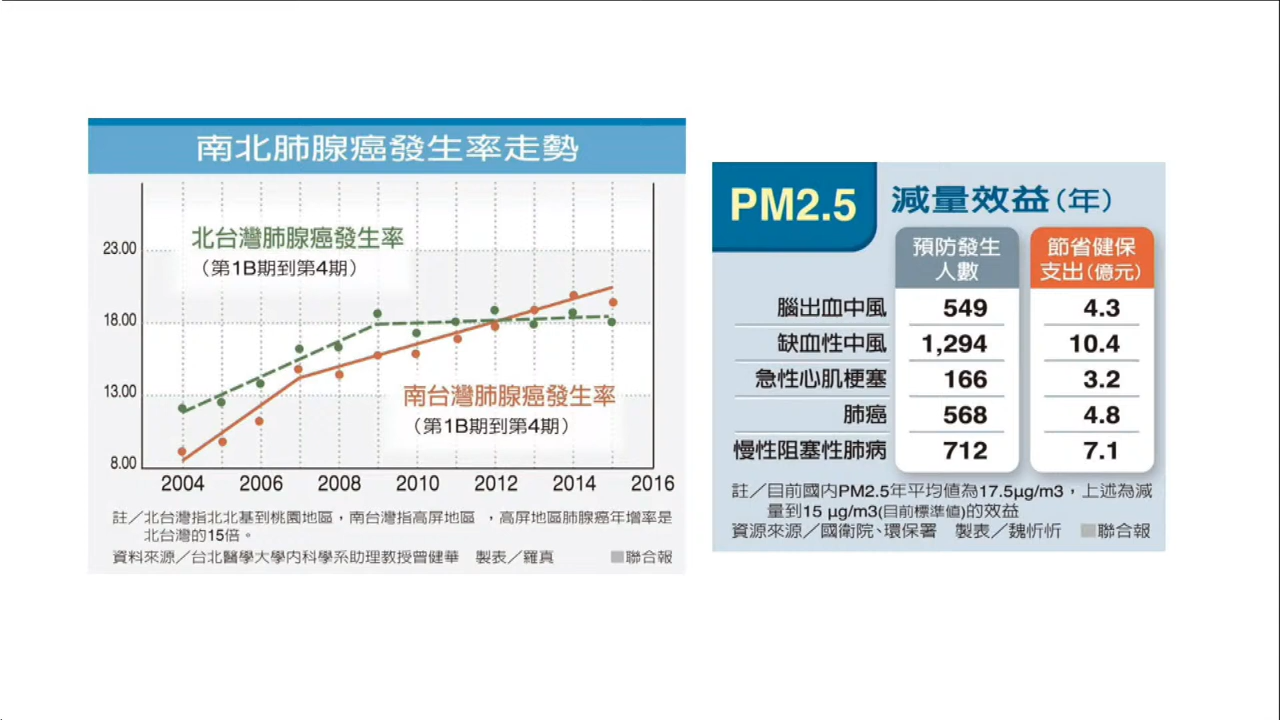 南北肺腺癌發生率走勢
北台灣肺腺癌發生率
（第1B期到第4期）
23.00
18.00
13.00
8.00
南台灣肺腺癌發生率
（第1B期到第4期）
2004 2006 2008 2010 2012 2014 2016
註／北台灣指北北基到桃園地區，南台灣指高屏地區 ，高屏地區肺腺癌年增率是
北台灣的15倍。
資料來源／台北醫學大學內科學系助理教授曾健華 製表／羅真 ■聯合報
PM2.5 減量效益（年）
預防發生
人數
節省健保
支出（億元）
腦出血中風 549 4.3
缺血性中風 1,294 10.4
急性心肌梗塞 166 3.2
肺癌 568 4.8
慢性阻塞性肺病 712 7.1
註／目前國內PM2.5年平均值為17.5μg/m3，上述為減
量到15 μg/m3(目前標準值)的效益
資源來源／國衛院、環保署 製表／魏忻忻 ■聯合報